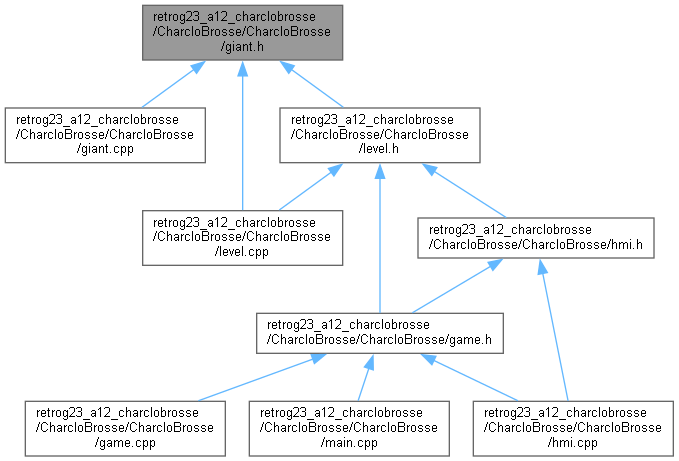 retrog23_a12_charclobrosse
/CharcloBrosse/CharcloBrosse
/giant.h
retrog23_a12_charclobrosse
/CharcloBrosse/CharcloBrosse
/giant.cpp
retrog23_a12_charclobrosse
/CharcloBrosse/CharcloBrosse
/level.h
retrog23_a12_charclobrosse
/CharcloBrosse/CharcloBrosse
/level.cpp
retrog23_a12_charclobrosse
/CharcloBrosse/CharcloBrosse/hmi.h
retrog23_a12_charclobrosse
/CharcloBrosse/CharcloBrosse/game.h
retrog23_a12_charclobrosse
/CharcloBrosse/CharcloBrosse
/game.cpp
retrog23_a12_charclobrosse
/CharcloBrosse/CharcloBrosse
/main.cpp
retrog23_a12_charclobrosse
/CharcloBrosse/CharcloBrosse
/hmi.cpp